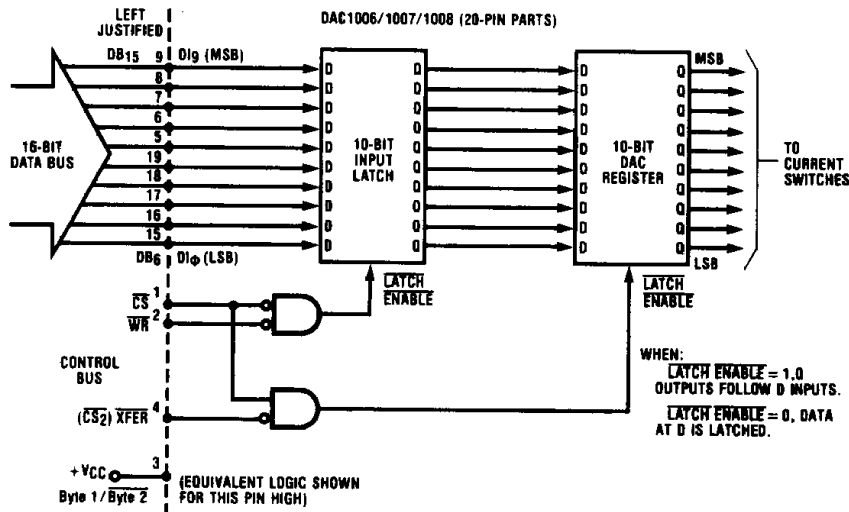 LEFT
JUSTIFIED
DAC1006/1007/1008 (20-PIN PARTS)
DB15 9 DI9 (MSB)
8
7
6
5
19
18
17
16
15
DB6 DIΦ (LSB)
16-BIT
DATA BUS
D Q
D Q
D Q
D Q
D Q
D Q
D Q
D Q
D Q
D Q
10-BIT
INPUT
LATCH
D Q
D Q
D Q
D Q
D Q
D Q
D Q
D Q
D Q
D Q
10-BIT
DAC
REGISTER
MSB
LSB
TO
CURRENT
SWITCHES
LATCH
ENABLE
LATCH
ENABLE
CS 1
WR 2
CONTROL
BUS
(CS2) XFER 4
+VCC 3
Byte 1/Byte 2
(EQUIVALENT LOGIC SHOWN
FOR THIS PIN HIGH)
WHEN:
LATCH ENABLE = 1,Q
OUTPUTS FOLLOW D INPUTS.
LATCH ENABLE = 0, DATA
AT D IS LATCHED.